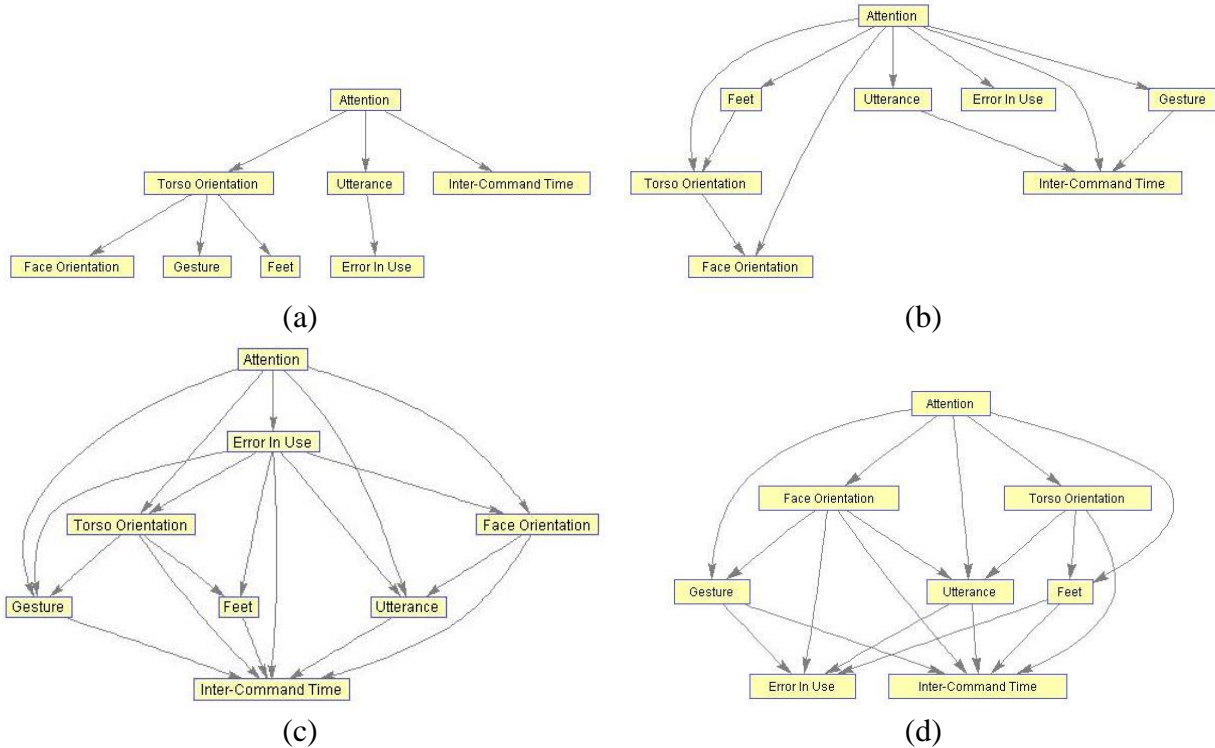 Attention
Torso Orientation
Utterance
Inter-Command Time
Face Orientation
Gesture
Feet
Error In Use
(a)
Attention
Feet
Utterance
Error In Use
Gesture
Torso Orientation
Inter-Command Time
Face Orientation
(b)
Attention
Error In Use
Torso Orientation
Face Orientation
Gesture
Feet
Utterance
Inter-Command Time
(c)
Attention
Face Orientation
Torso Orientation
Gesture
Utterance
Feet
Error In Use
Inter-Command Time
(d)